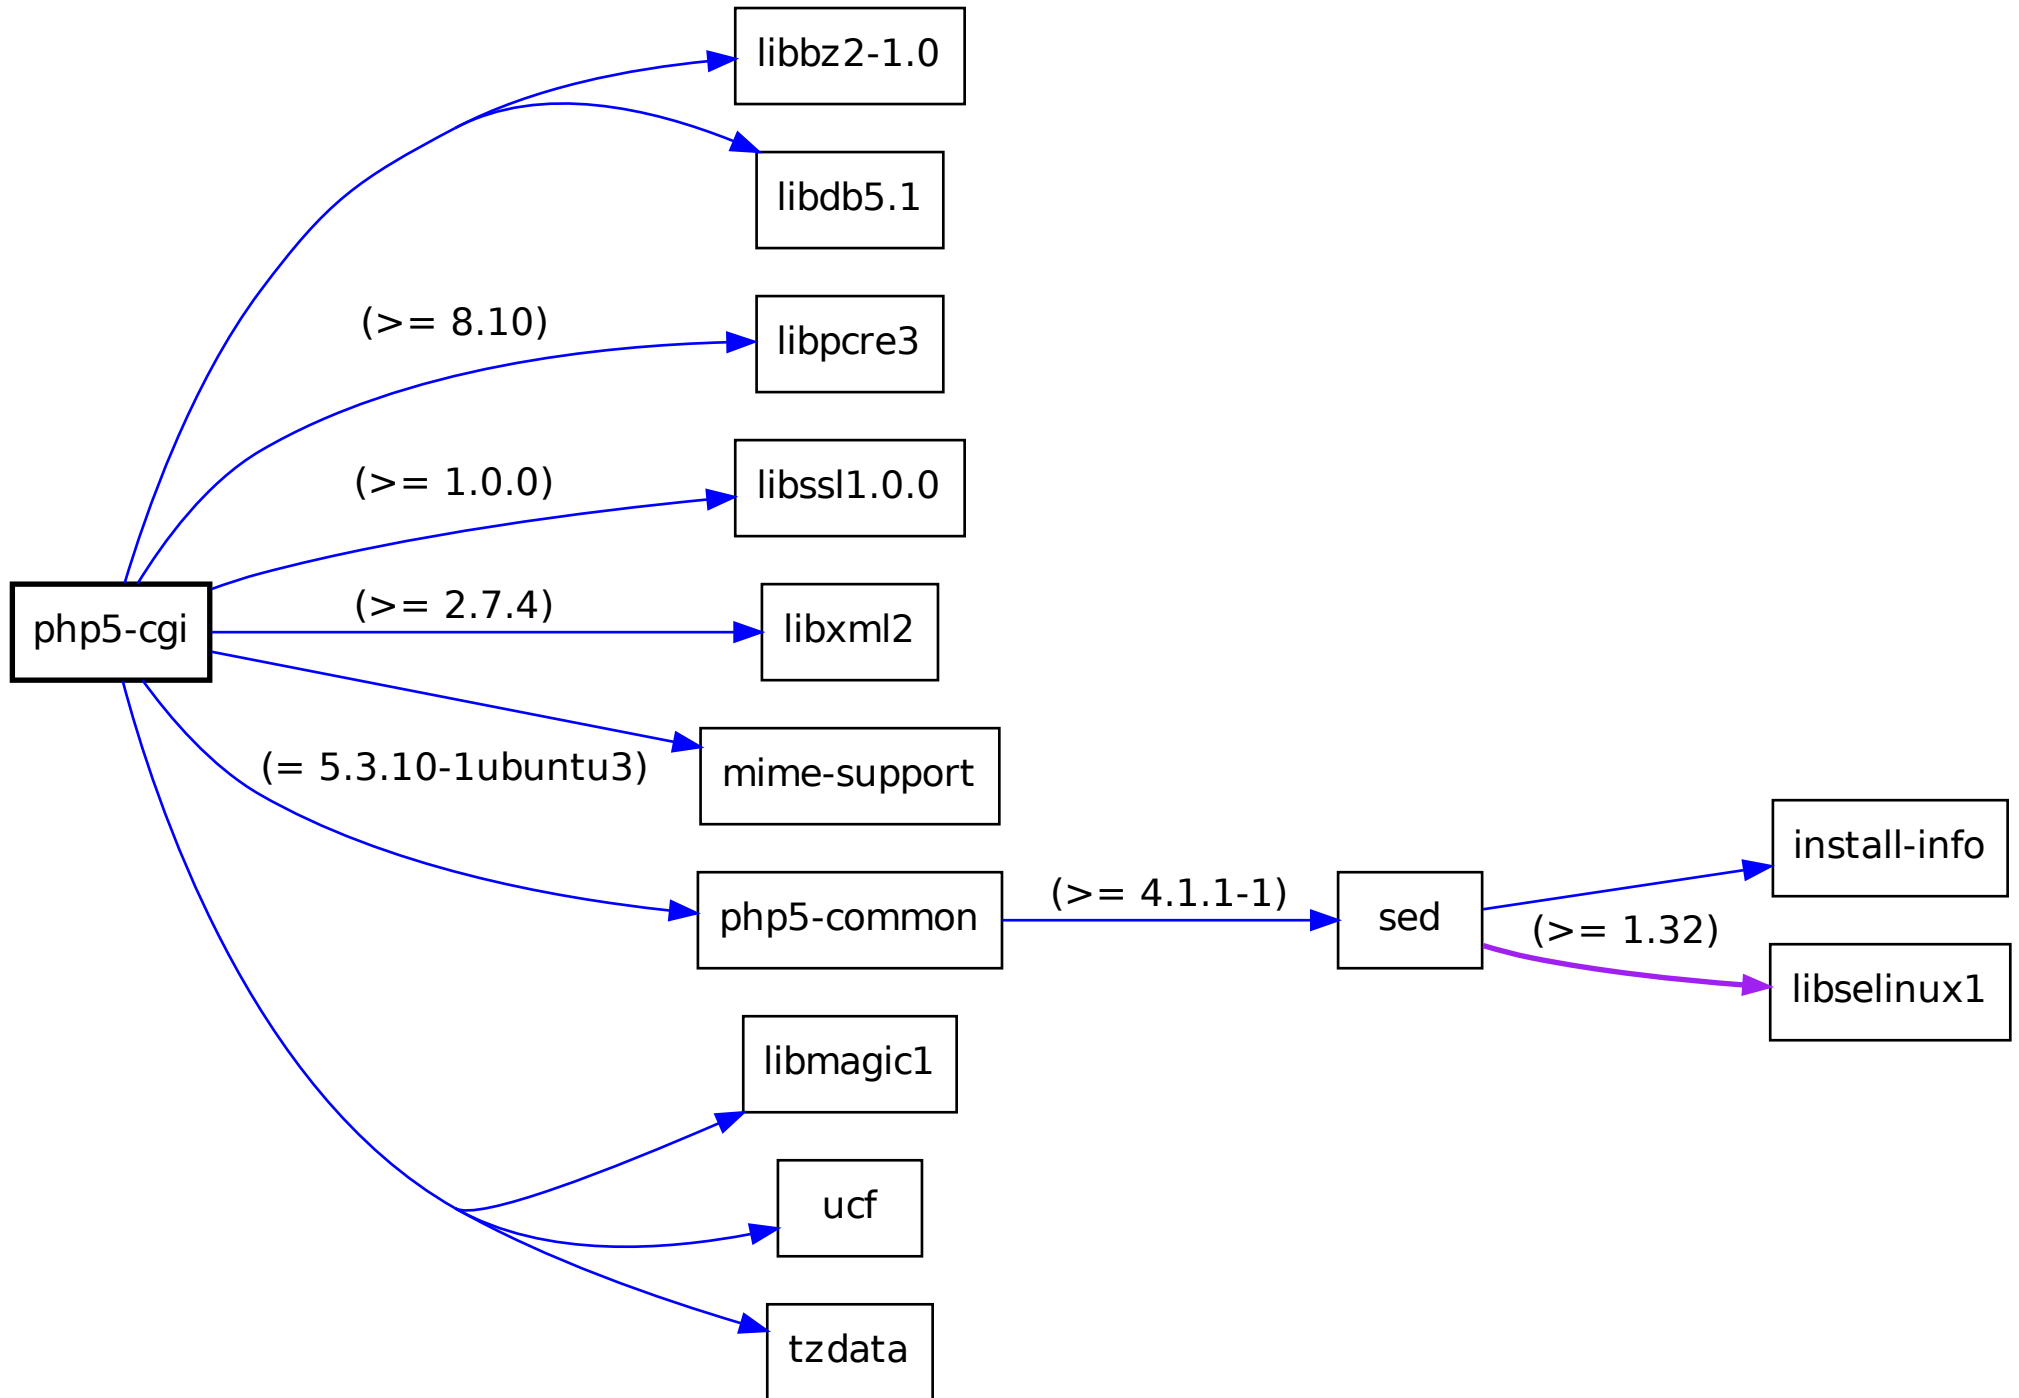 libbz2-1.0
libdb5.1
(>= 8.10)
libpcre3
(>= 1.0.0)
libssl1.0.0
php5-cgi
(>= 2.7.4)
libxml2
mime-support
(= 5.3.10-1ubuntu3)
php5-common
(>= 4.1.1-1)
sed
install-info
(>= 1.32)
libselinux1
libmagic1
ucf
tzdata